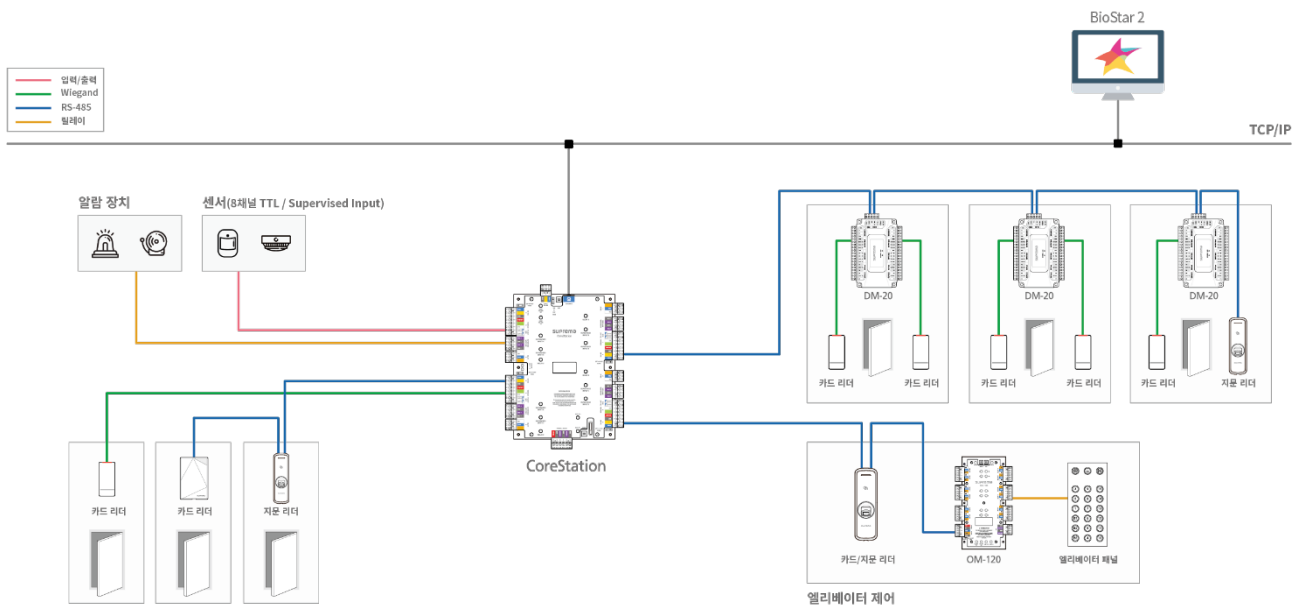 BioStar 2
입력/출력
Wiegand
RS-485
릴레이
TCP/IP
알람 장치
센서(8채널 TTL / Supervised Input)
DM-20
DM-20
DM-20
카드 리더
카드 리더
카드 리더
카드 리더
카드 리더
지문 리더
suprema
CoreStation
카드 리더
카드 리더
지문 리더
카드/지문 리더
OM-120
엘리베이터 패널
엘리베이터 제어